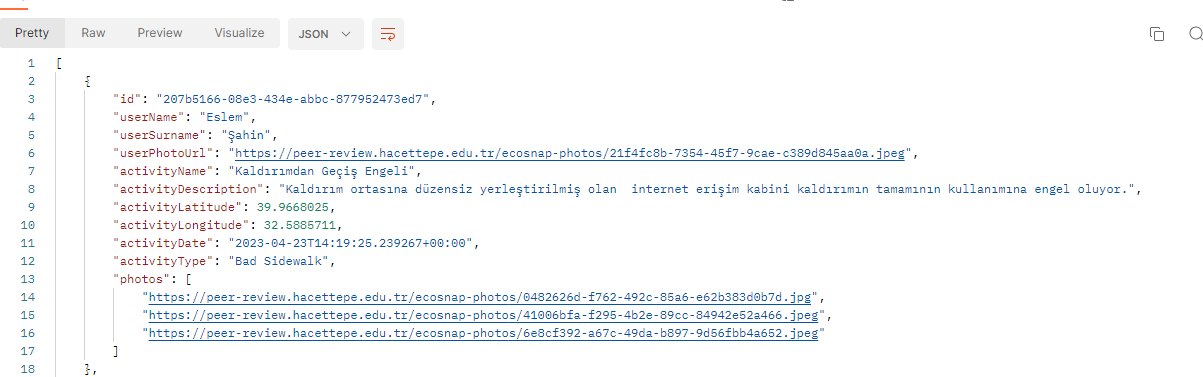 Pretty Raw Preview Visualize JSON
1 [
2 {
3 "id": "207b5166-08e3-434e-abbc-877952473ed7",
4 "userName": "Eslem",
5 "userSurname": "Şahin",
6 "userPhotoUrl": "https://peer-review.hacettepe.edu.tr/ecosnap-photos/21f4fc8b-7354-45f7-9cae-c389d845aa0a.jpeg",
7 "activityName": "Kaldırımdan Geçiş Engeli",
8 "activityDescription": "Kaldırım ortasına düzensiz yerleştirilmiş olan  internet erişim kabini kaldırımın tamamının kullanımına engel oluyor.",
9 "activityLatitude": 39.9668025,
10 "activityLongitude": 32.5885711,
11 "activityDate": "2023-04-23T14:19:25.239267+00:00",
12 "activityType": "Bad Sidewalk",
13 "photos": [
14 "https://peer-review.hacettepe.edu.tr/ecosnap-photos/0482626d-f762-492c-85a6-e62b383d0b7d.jpg",
15 "https://peer-review.hacettepe.edu.tr/ecosnap-photos/41006bfa-f295-4b2e-89cc-84942e52a466.jpeg",
16 "https://peer-review.hacettepe.edu.tr/ecosnap-photos/6e8cf392-a67c-49da-b897-9d56fbb4a652.jpeg"
17 ]
18 },